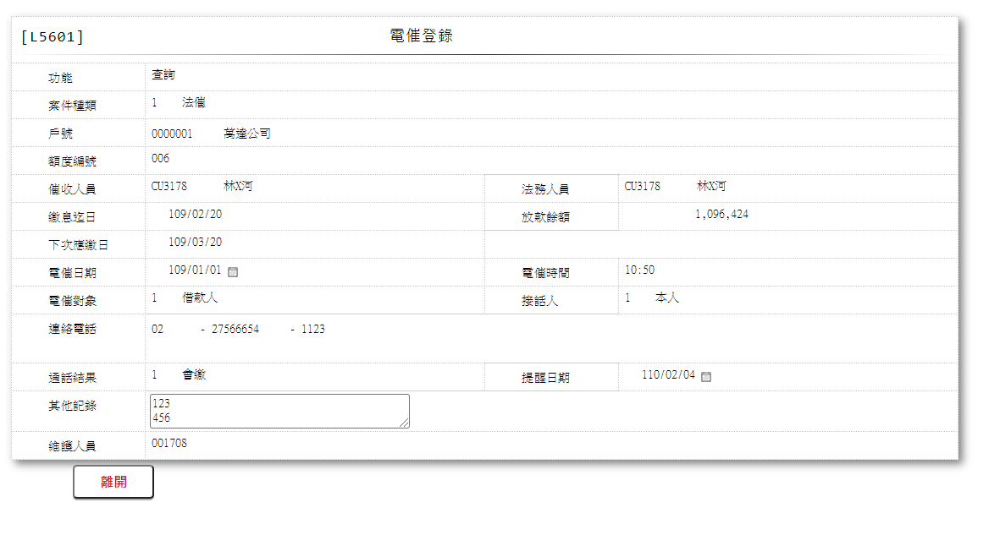 [L5601] 電催登錄
功能 查詢
案件種類 1 法催
戶號 0000001 萬達公司
額度編號 006
催收人員 CU3178 林X河 法務人員 CU3178 林X河
繳息迄日 109/02/20 放款餘額 1,096,424
下次應繳日 109/03/20
電催日期 109/01/01 電催時間 10:50
電催對象 1 借款人 接話人 1 本人
連絡電話 02 - 27566654 - 1123
通話結果 1 會繳 提醒日期 110/02/04
其他記錄 123
456
維護人員 001708
離開